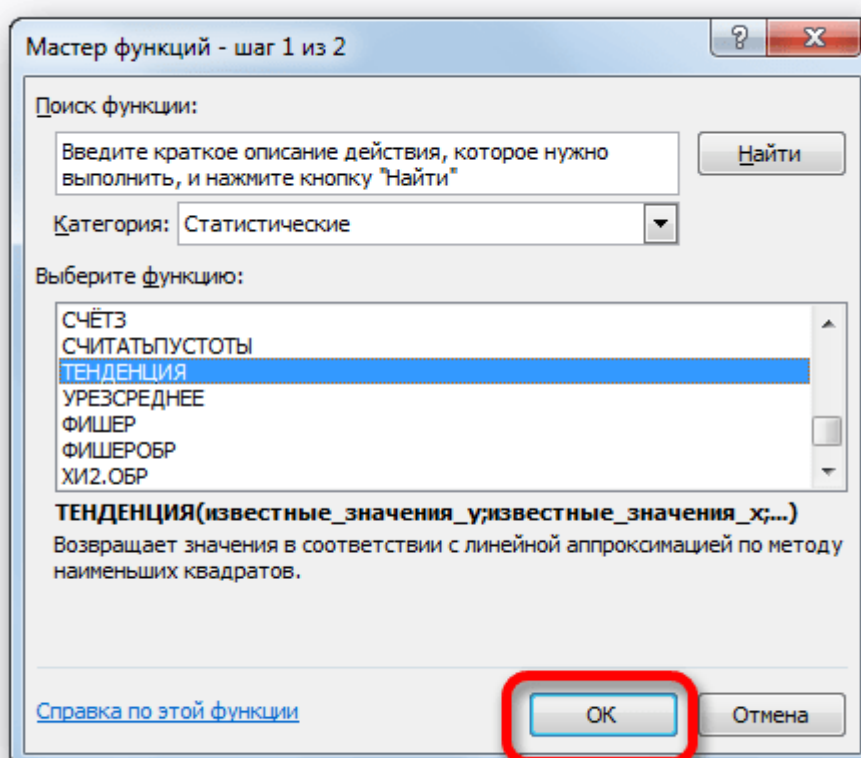 Мастер функций - шаг 1 из 2
Поиск функции:
Введите краткое описание действия, которое нужно
выполнить, и нажмите кнопку "Найти"
Найти
Категория: Статистические
Выберите функцию:
СЧЁТЗ
СЧИТАТЬПУСТОТЫ
ТЕНДЕНЦИЯ
УРЕЗСРЕДНЕЕ
ФИШЕР
ФИШЕРОБР
ХИ2.ОБР
ТЕНДЕНЦИЯ(известные_значения_y;известные_значения_x;...)
Возвращает значения в соответствии с линейной аппроксимацией по методу
наименьших квадратов.
Справка по этой функции
ОК
Отмена